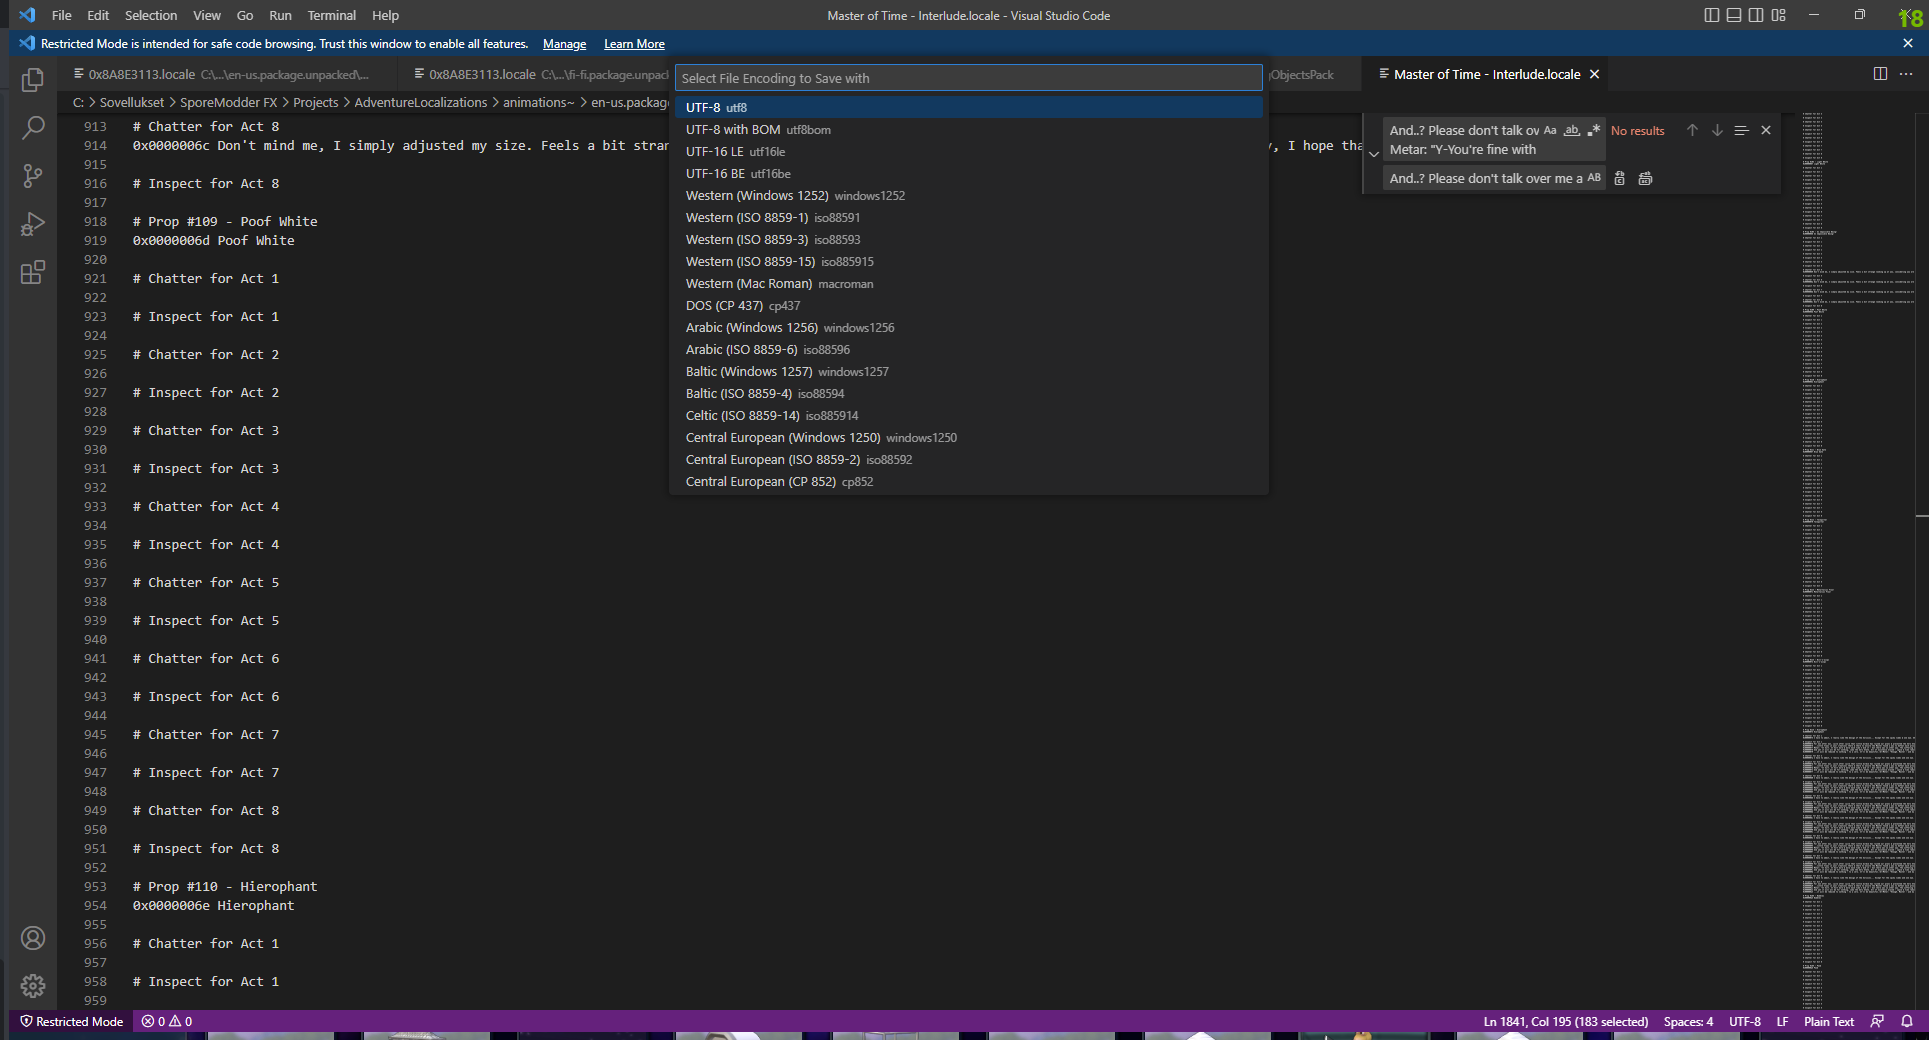 File Edit Selection View Go Run Terminal Help
Master of Time - Interlude.locale - Visual Studio Code
18
Restricted Mode is intended for safe code browsing. Trust this window to enable all features. Manage Learn More
0x8A8E3113.locale C:\...\en-us.package.unpacked\...
0x8A8E3113.locale C:\...\fi-fi.package.unpac
gObjectsPack
Master of Time - Interlude.locale
C: > Sovellukset > SporeModder FX > Projects > AdventureLocalizations > animations~ > en-us.package
Select File Encoding to Save with
UTF-8 utf8
UTF-8 with BOM utf8bom
UTF-16 LE utf16le
UTF-16 BE utf16be
Western (Windows 1252) windows1252
Western (ISO 8859-1) iso88591
Western (ISO 8859-3) iso88593
Western (ISO 8859-15) iso885915
Western (Mac Roman) macroman
DOS (CP 437) cp437
Arabic (Windows 1256) windows1256
Arabic (ISO 8859-6) iso88596
Baltic (Windows 1257) windows1257
Baltic (ISO 8859-4) iso88594
Celtic (ISO 8859-14) iso885914
Central European (Windows 1250) windows1250
Central European (ISO 8859-2) iso88592
Central European (CP 852) cp852
And..? Please don't talk ov Aa ab .* No results
Metar: "Y-You're fine with
And..? Please don't talk over me a AB
913 # Chatter for Act 8
914 0x0000006c Don't mind me, I simply adjusted my size. Feels a bit stran , I hope tha
915
916 # Inspect for Act 8
917
918 # Prop #109 - Poof White
919 0x0000006d Poof White
920
921 # Chatter for Act 1
922
923 # Inspect for Act 1
924
925 # Chatter for Act 2
926
927 # Inspect for Act 2
928
929 # Chatter for Act 3
930
931 # Inspect for Act 3
932
933 # Chatter for Act 4
934
935 # Inspect for Act 4
936
937 # Chatter for Act 5
938
939 # Inspect for Act 5
940
941 # Chatter for Act 6
942
943 # Inspect for Act 6
944
945 # Chatter for Act 7
946
947 # Inspect for Act 7
948
949 # Chatter for Act 8
950
951 # Inspect for Act 8
952
953 # Prop #110 - Hierophant
954 0x0000006e Hierophant
955
956 # Chatter for Act 1
957
958 # Inspect for Act 1
959
Restricted Mode 0 0
Ln 1841, Col 195 (183 selected) Spaces: 4 UTF-8 LF Plain Text